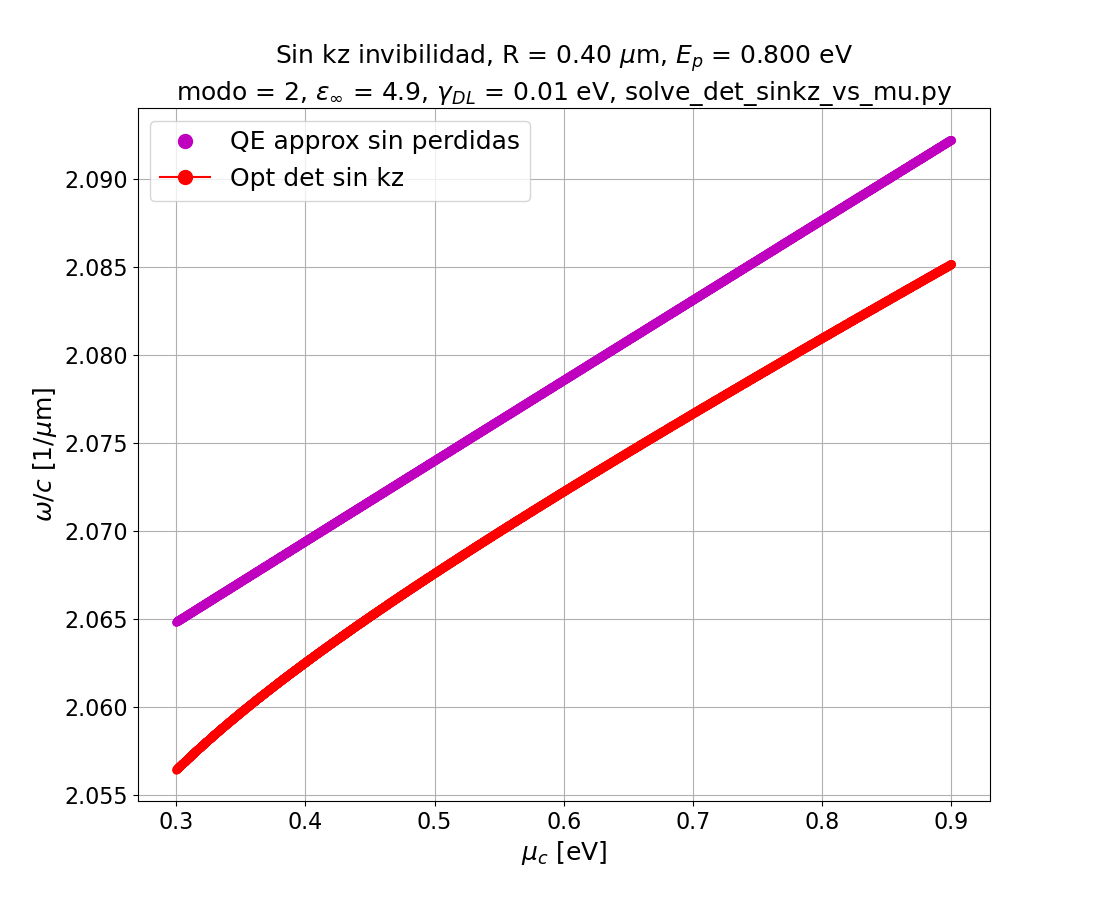 Sin kz invibilidad, R = 0.40 μm, E_p = 0.800 eV
modo = 2, ε_∞ = 4.9, γ_DL = 0.01 eV, solve_det_sinkz_vs_mu.py
QE approx sin perdidas
Opt det sin kz
2.090
2.085
2.080
2.075
2.070
2.065
2.060
2.055
ω/c [1/μm]
0.3 0.4 0.5 0.6 0.7 0.8 0.9
μ_c [eV]